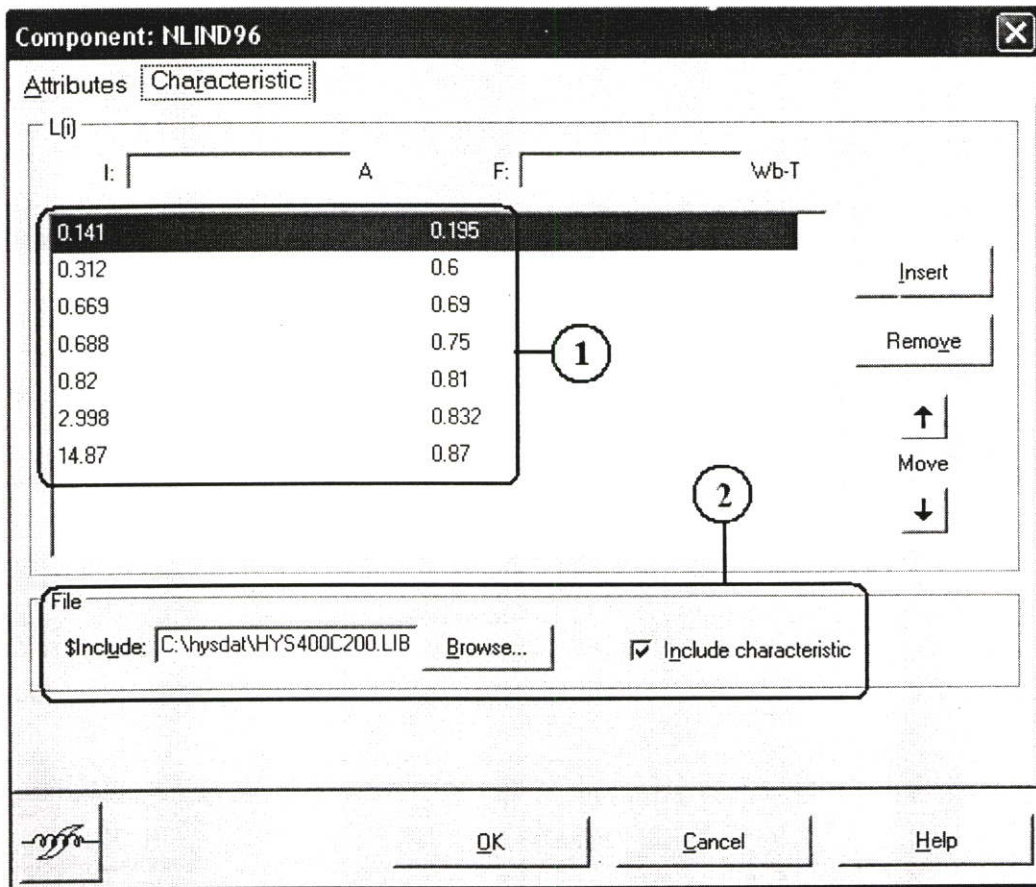 Component: NLIND96
Attributes Characteristic
L(i)
I: A F: Wb-T
0.141 0.195
0.312 0.6
0.669 0.69
0.688 0.75
0.82 0.81
2.998 0.832
14.87 0.87
1
Insert
Remove
Move
2
File
$Include: C:\hysdat\HYS400C200.LIB Browse... Include characteristic
OK Cancel Help